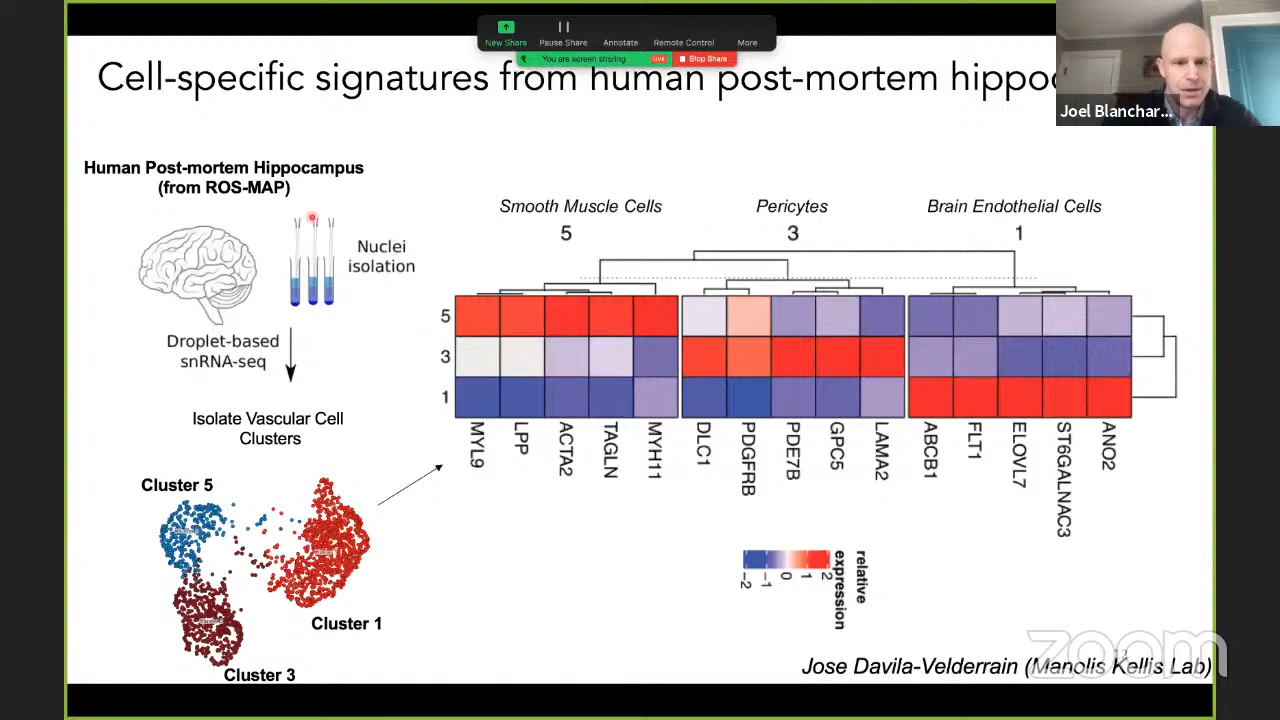 New Share
Pause Share
Annotate
Remote Control
More
You are screen sharing
LIVE
Stop Share
Cell-specific signatures from human post-mortem hippoc
Joel Blanchar...
Human Post-mortem Hippocampus
(from ROS-MAP)
Nuclei
isolation
Droplet-based
snRNA-seq
Isolate Vascular Cell
Clusters
Cluster 5
Cluster 1
Cluster 3
Smooth Muscle Cells
Pericytes
Brain Endothelial Cells
5
3
1
5
3
1
MYL9
LPP
ACTA2
TAGLN
MYH11
DLC1
PDGFRB
PDE7B
GPC5
LAMA2
ABCB1
FLT1
ELOVL7
ST6GALNAC3
ANO2
-2
-1
0
1
2
relative
expression
zoom
Jose Davila-Velderrain (Manolis Kellis Lab)